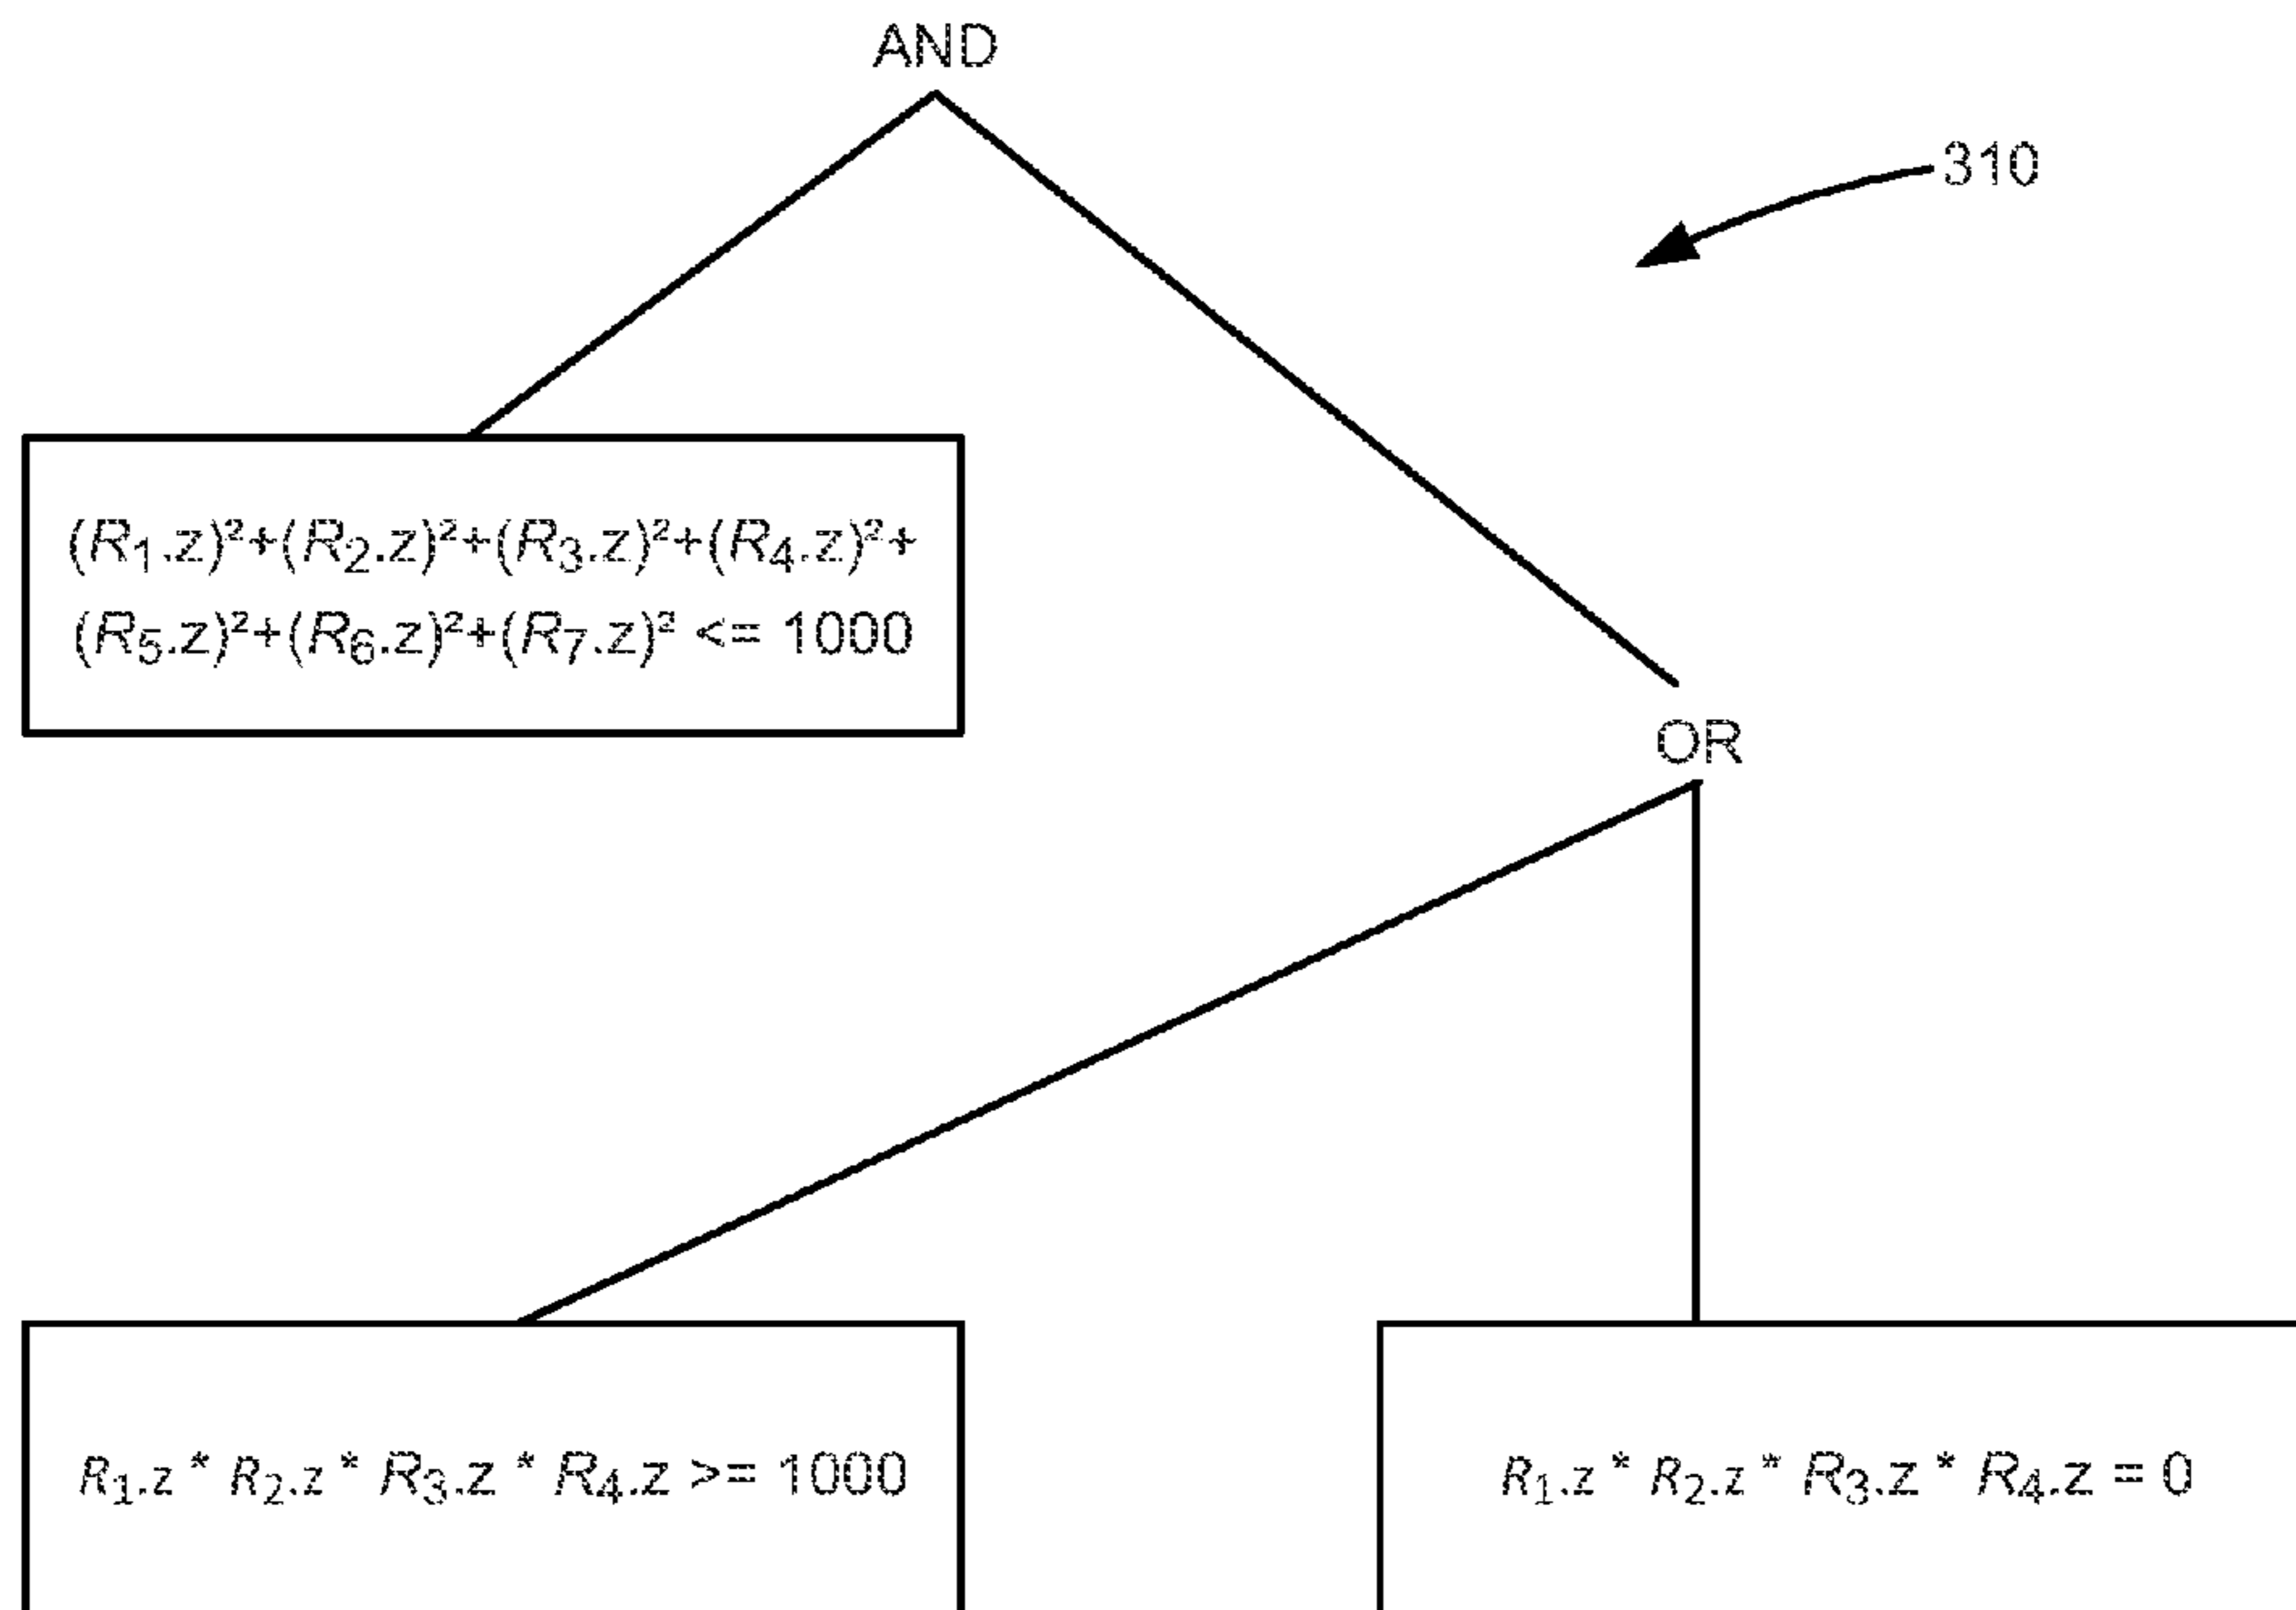 AND
310
(R₁.z)²+(R₂.z)²+(R₃.z)²+(R₄.z)²+
(R₅.z)²+(R₆.z)²+(R₇.z)² <= 1000
OR
R₁.z * R₂.z * R₃.z * R₄.z >= 1000
R₁.z * R₂.z * R₃.z * R₄.z = 0